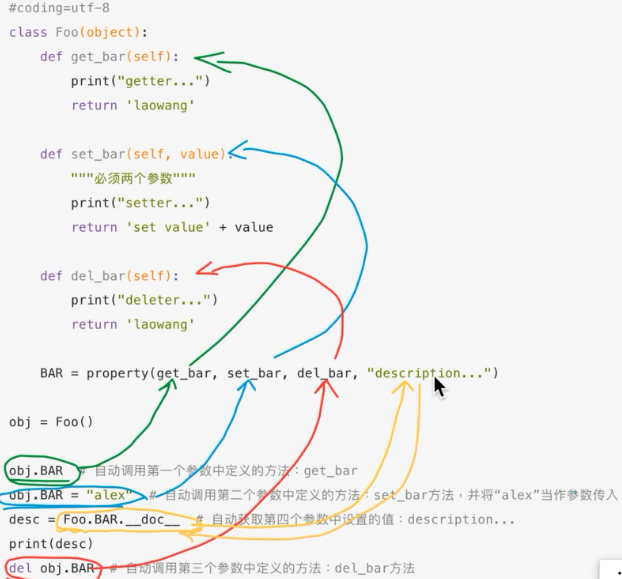 #coding=utf-8
class Foo(object):
    def get_bar(self):
        print("getter...")
        return 'laowang'

    def set_bar(self, value):
        """必须两个参数"""
        print("setter...")
        return 'set value' + value

    def del_bar(self):
        print("deleter...")
        return 'laowang'

    BAR = property(get_bar, set_bar, del_bar, "description...")

obj = Foo()

obj.BAR  # 自动调用第一个参数中定义的方法：get_bar
obj.BAR = "alex"  # 自动调用第二个参数中定义的方法：set_bar方法，并将“alex”当作参数传入
desc = Foo.BAR.__doc__  # 自动获取第四个参数中设置的值：description...
print(desc)
del obj.BAR  # 自动调用第三个参数中定义的方法：del_bar方法